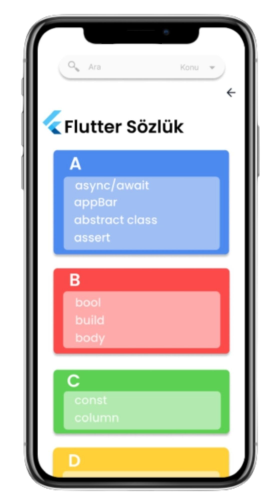 Ara
Konu
Flutter Sözlük
A
async/await
appBar
abstract class
assert
B
bool
build
body
C
const
column
D